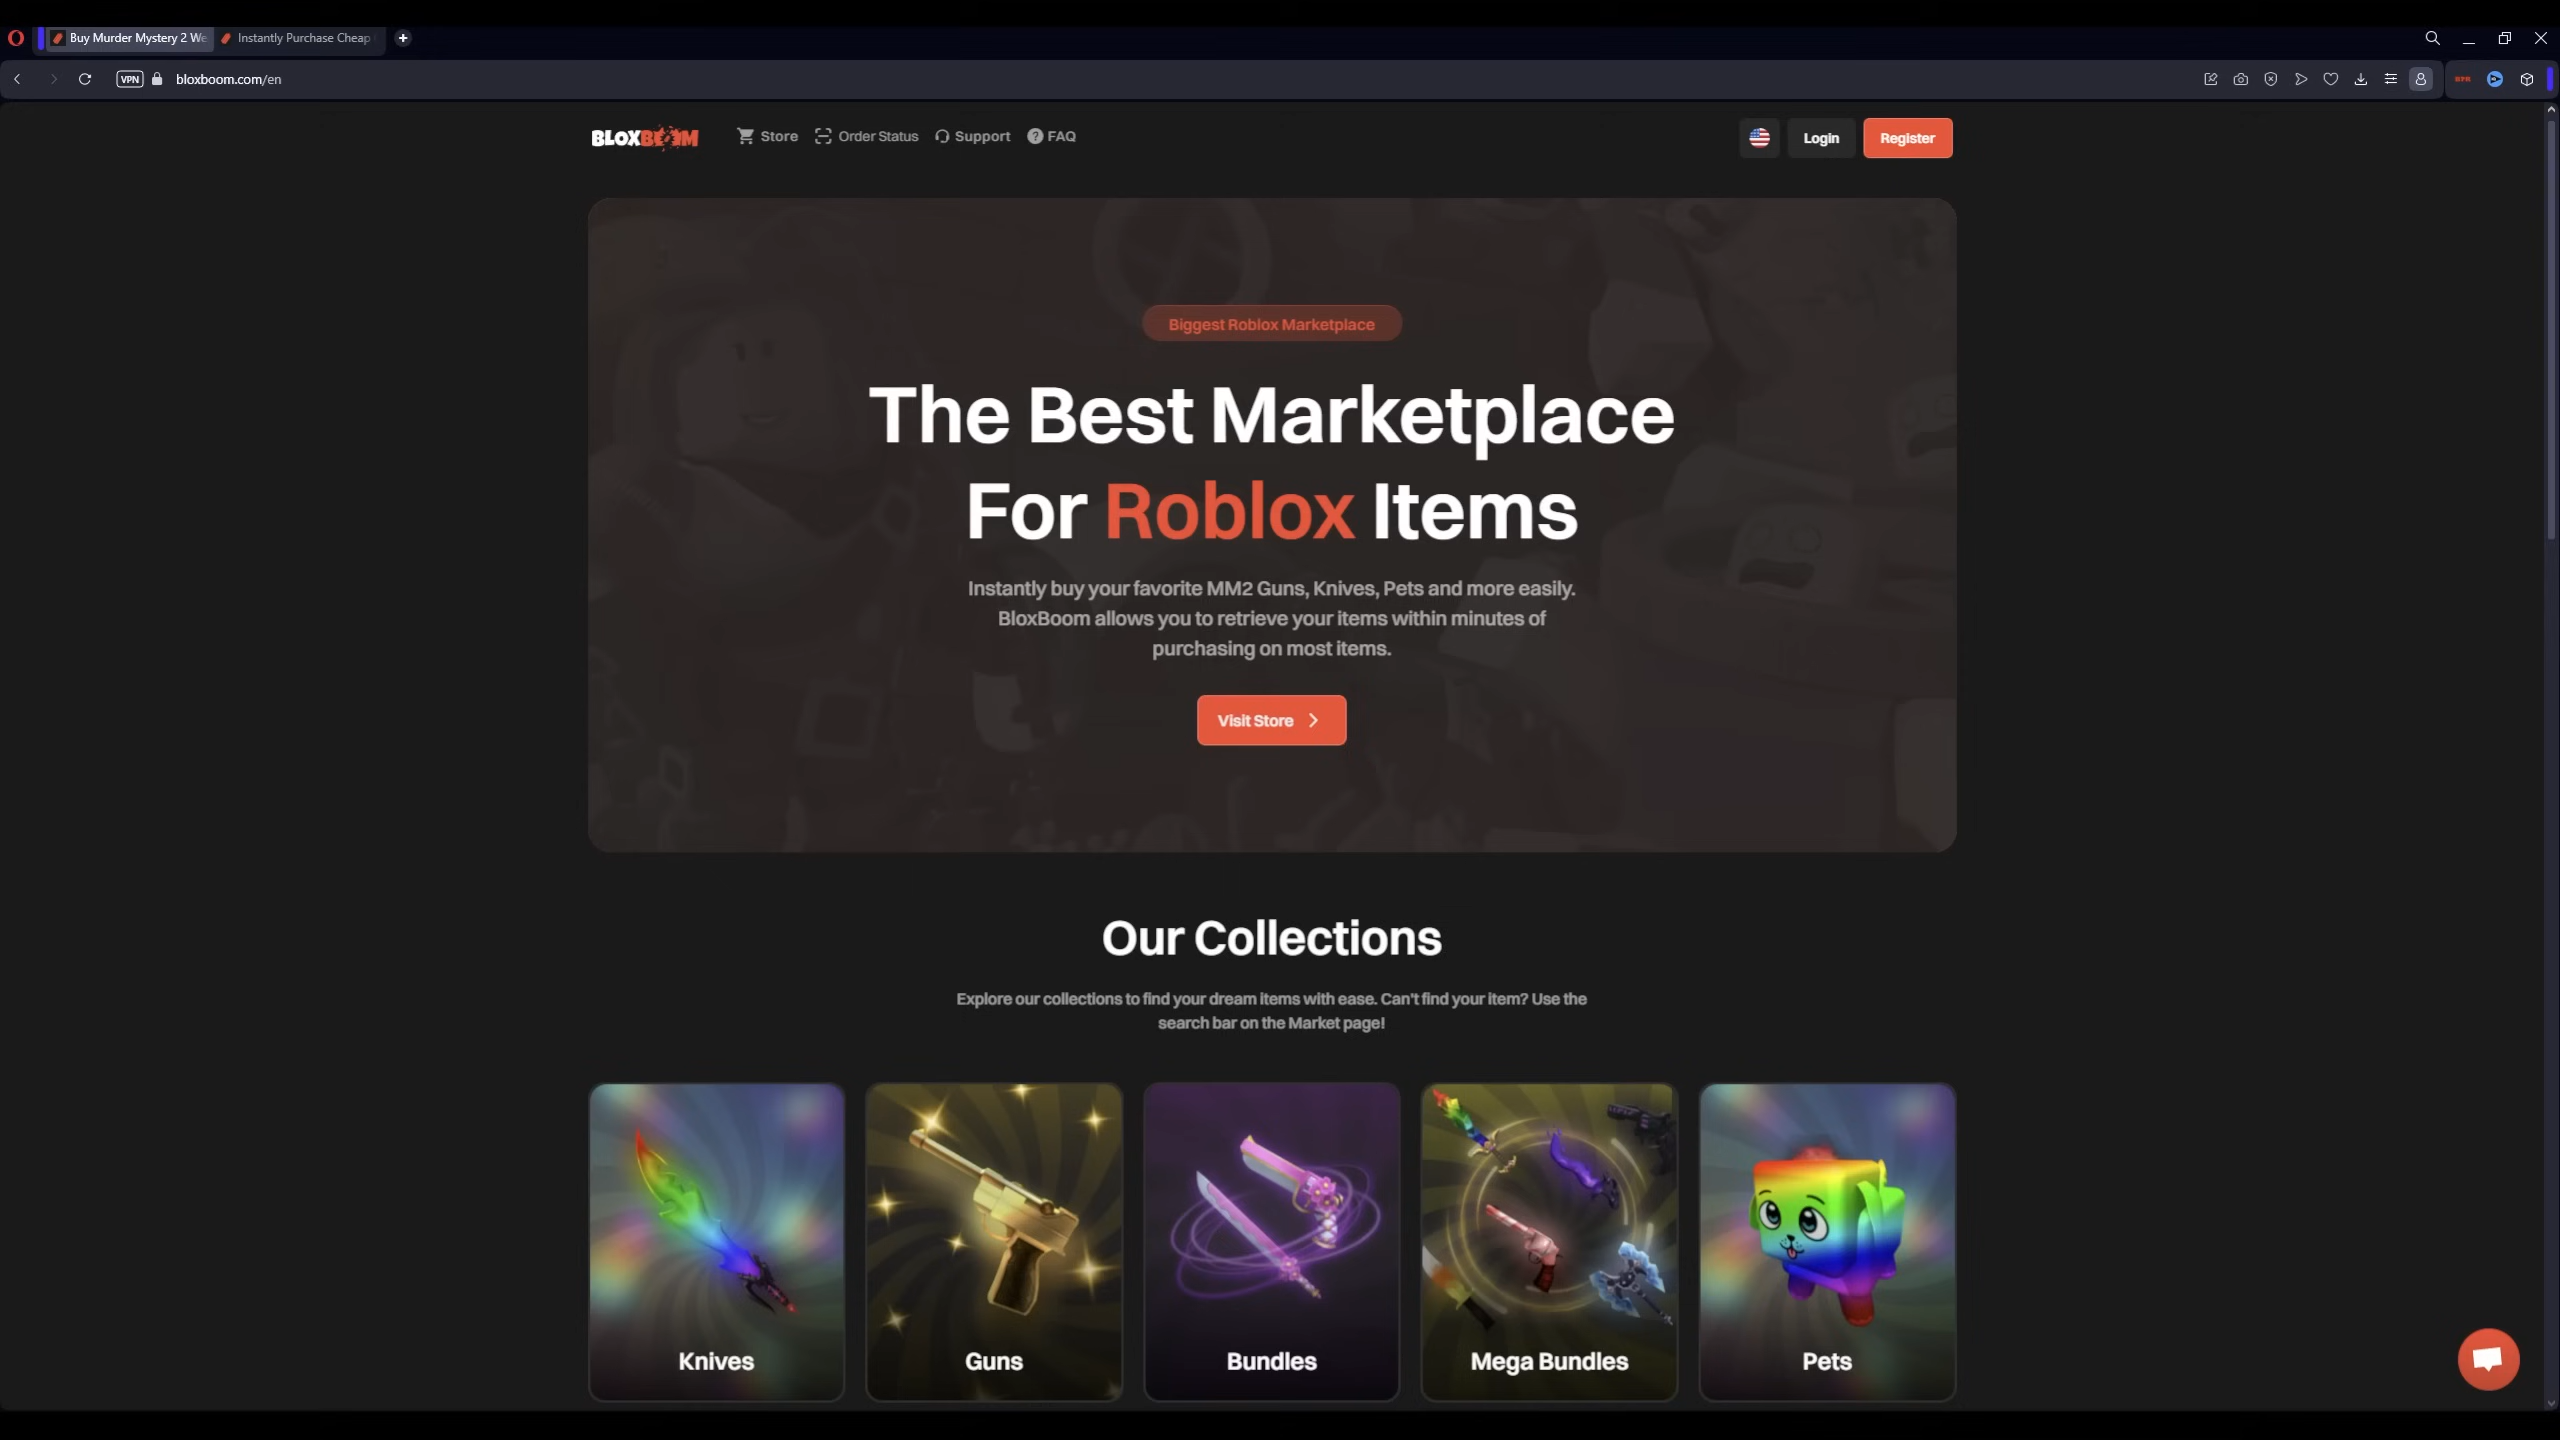 Buy Murder Mystery 2 We
Instantly Purchase Cheap
VPN
bloxboom.com/en
BLOXBOOM
Store
Order Status
Support
FAQ
Login
Register
Biggest Roblox Marketplace
The Best Marketplace
For Roblox Items
Instantly buy your favorite MM2 Guns, Knives, Pets and more easily.
BloxBoom allows you to retrieve your items within minutes of
purchasing on most items.
Visit Store
Our Collections
Explore our collections to find your dream items with ease. Can't find your item? Use the
search bar on the Market page!
Knives
Guns
Bundles
Mega Bundles
Pets